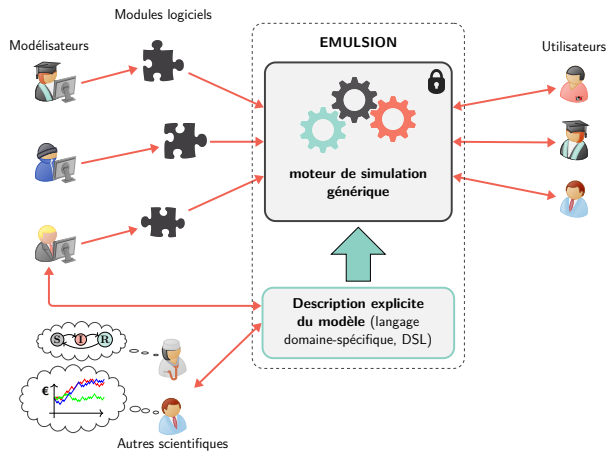 Modules logiciels
Modélisateurs
EMULSION
Utilisateurs
moteur de simulation
générique
Description explicite
du modèle (langage
domaine-spécifique, DSL)
S I R
€
Autres scientifiques